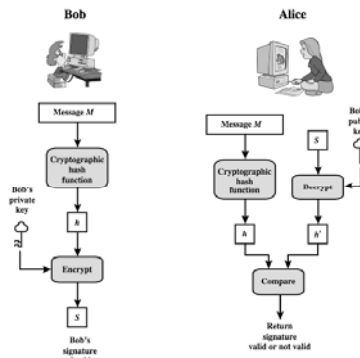 Bob
Message M
Cryptographic
hash
function
Bob's
private
key
h
Encrypt
S
Bob's
signature
Alice
Message M
Cryptographic
hash
function
S
Decrypt
h
h'
Compare
Return
signature
valid or not valid